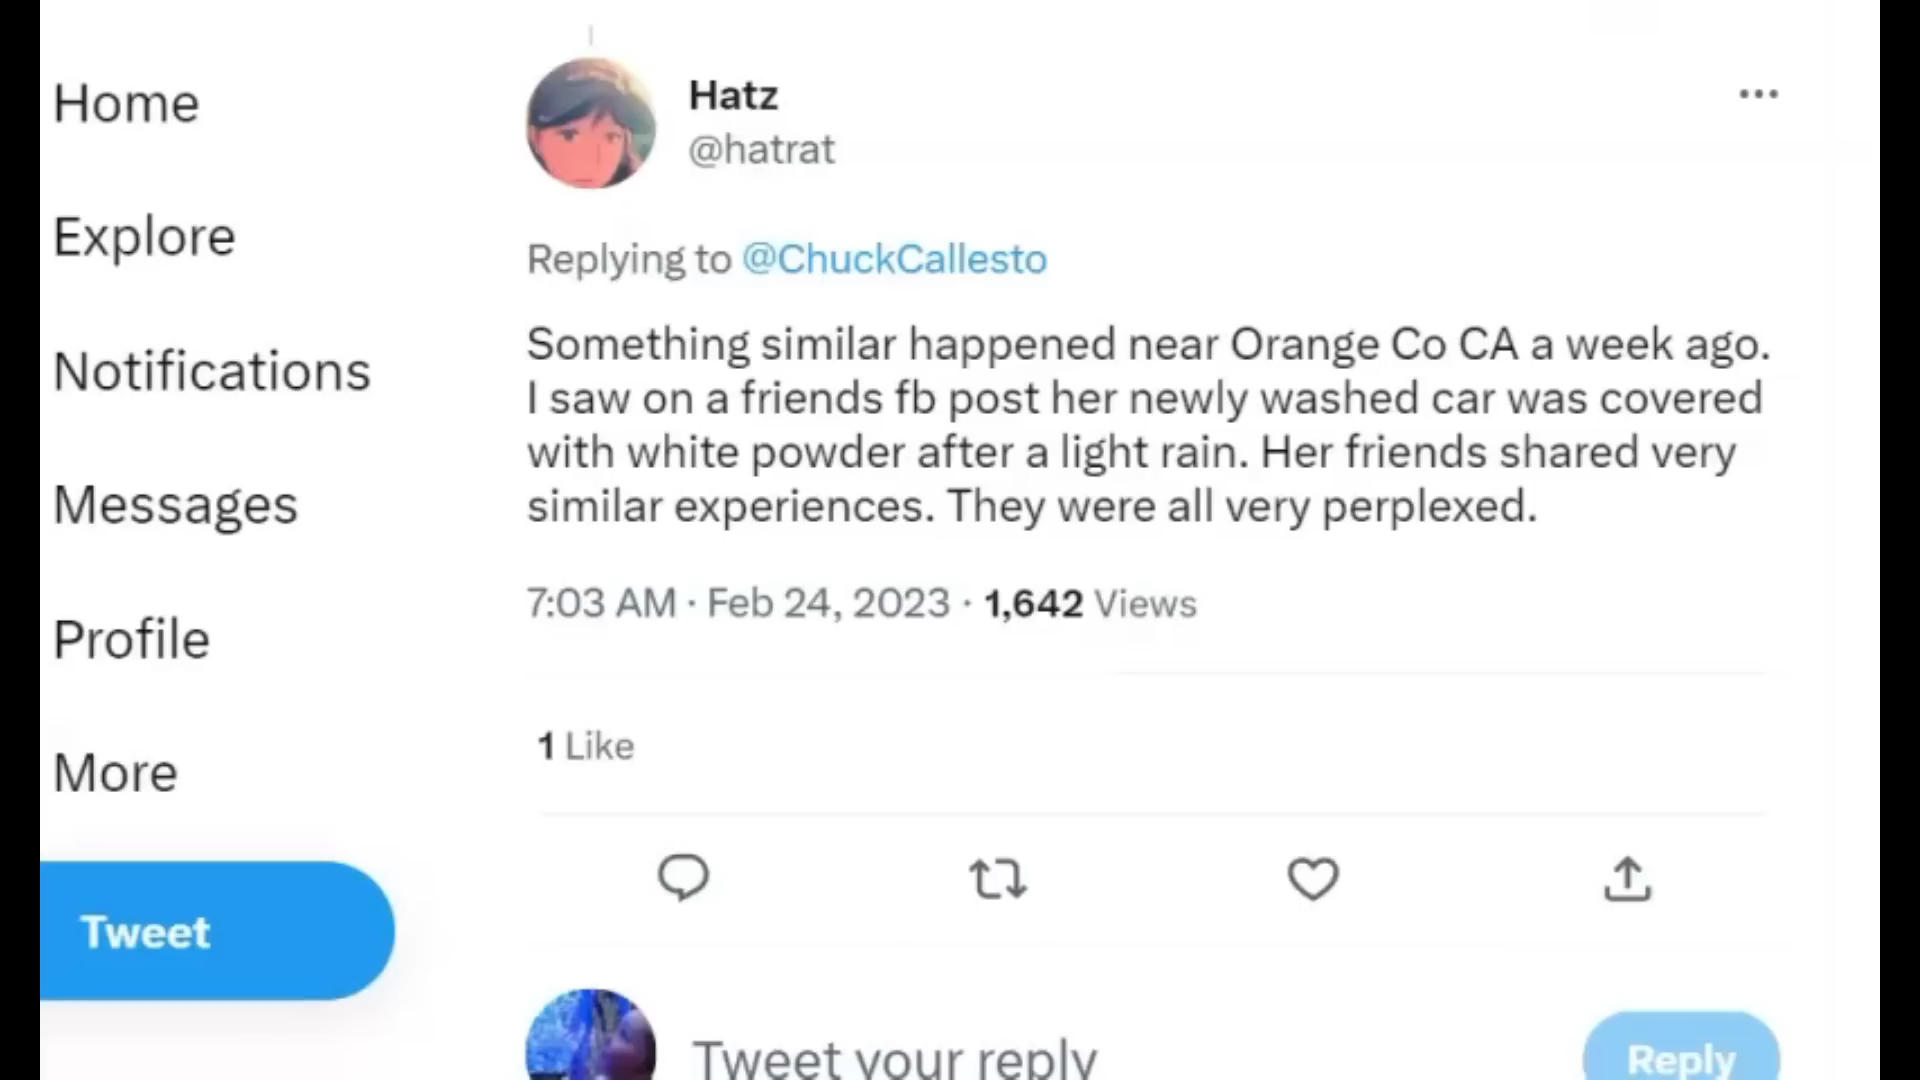 Home
Explore
Notifications
Messages
Profile
More
Tweet
Hatz
@hatrat
Replying to @ChuckCallesto
Something similar happened near Orange Co CA a week ago.
I saw on a friends fb post her newly washed car was covered
with white powder after a light rain. Her friends shared very
similar experiences. They were all very perplexed.
7:03 AM · Feb 24, 2023 · 1,642 Views
1 Like
Tweet your reply
Reply